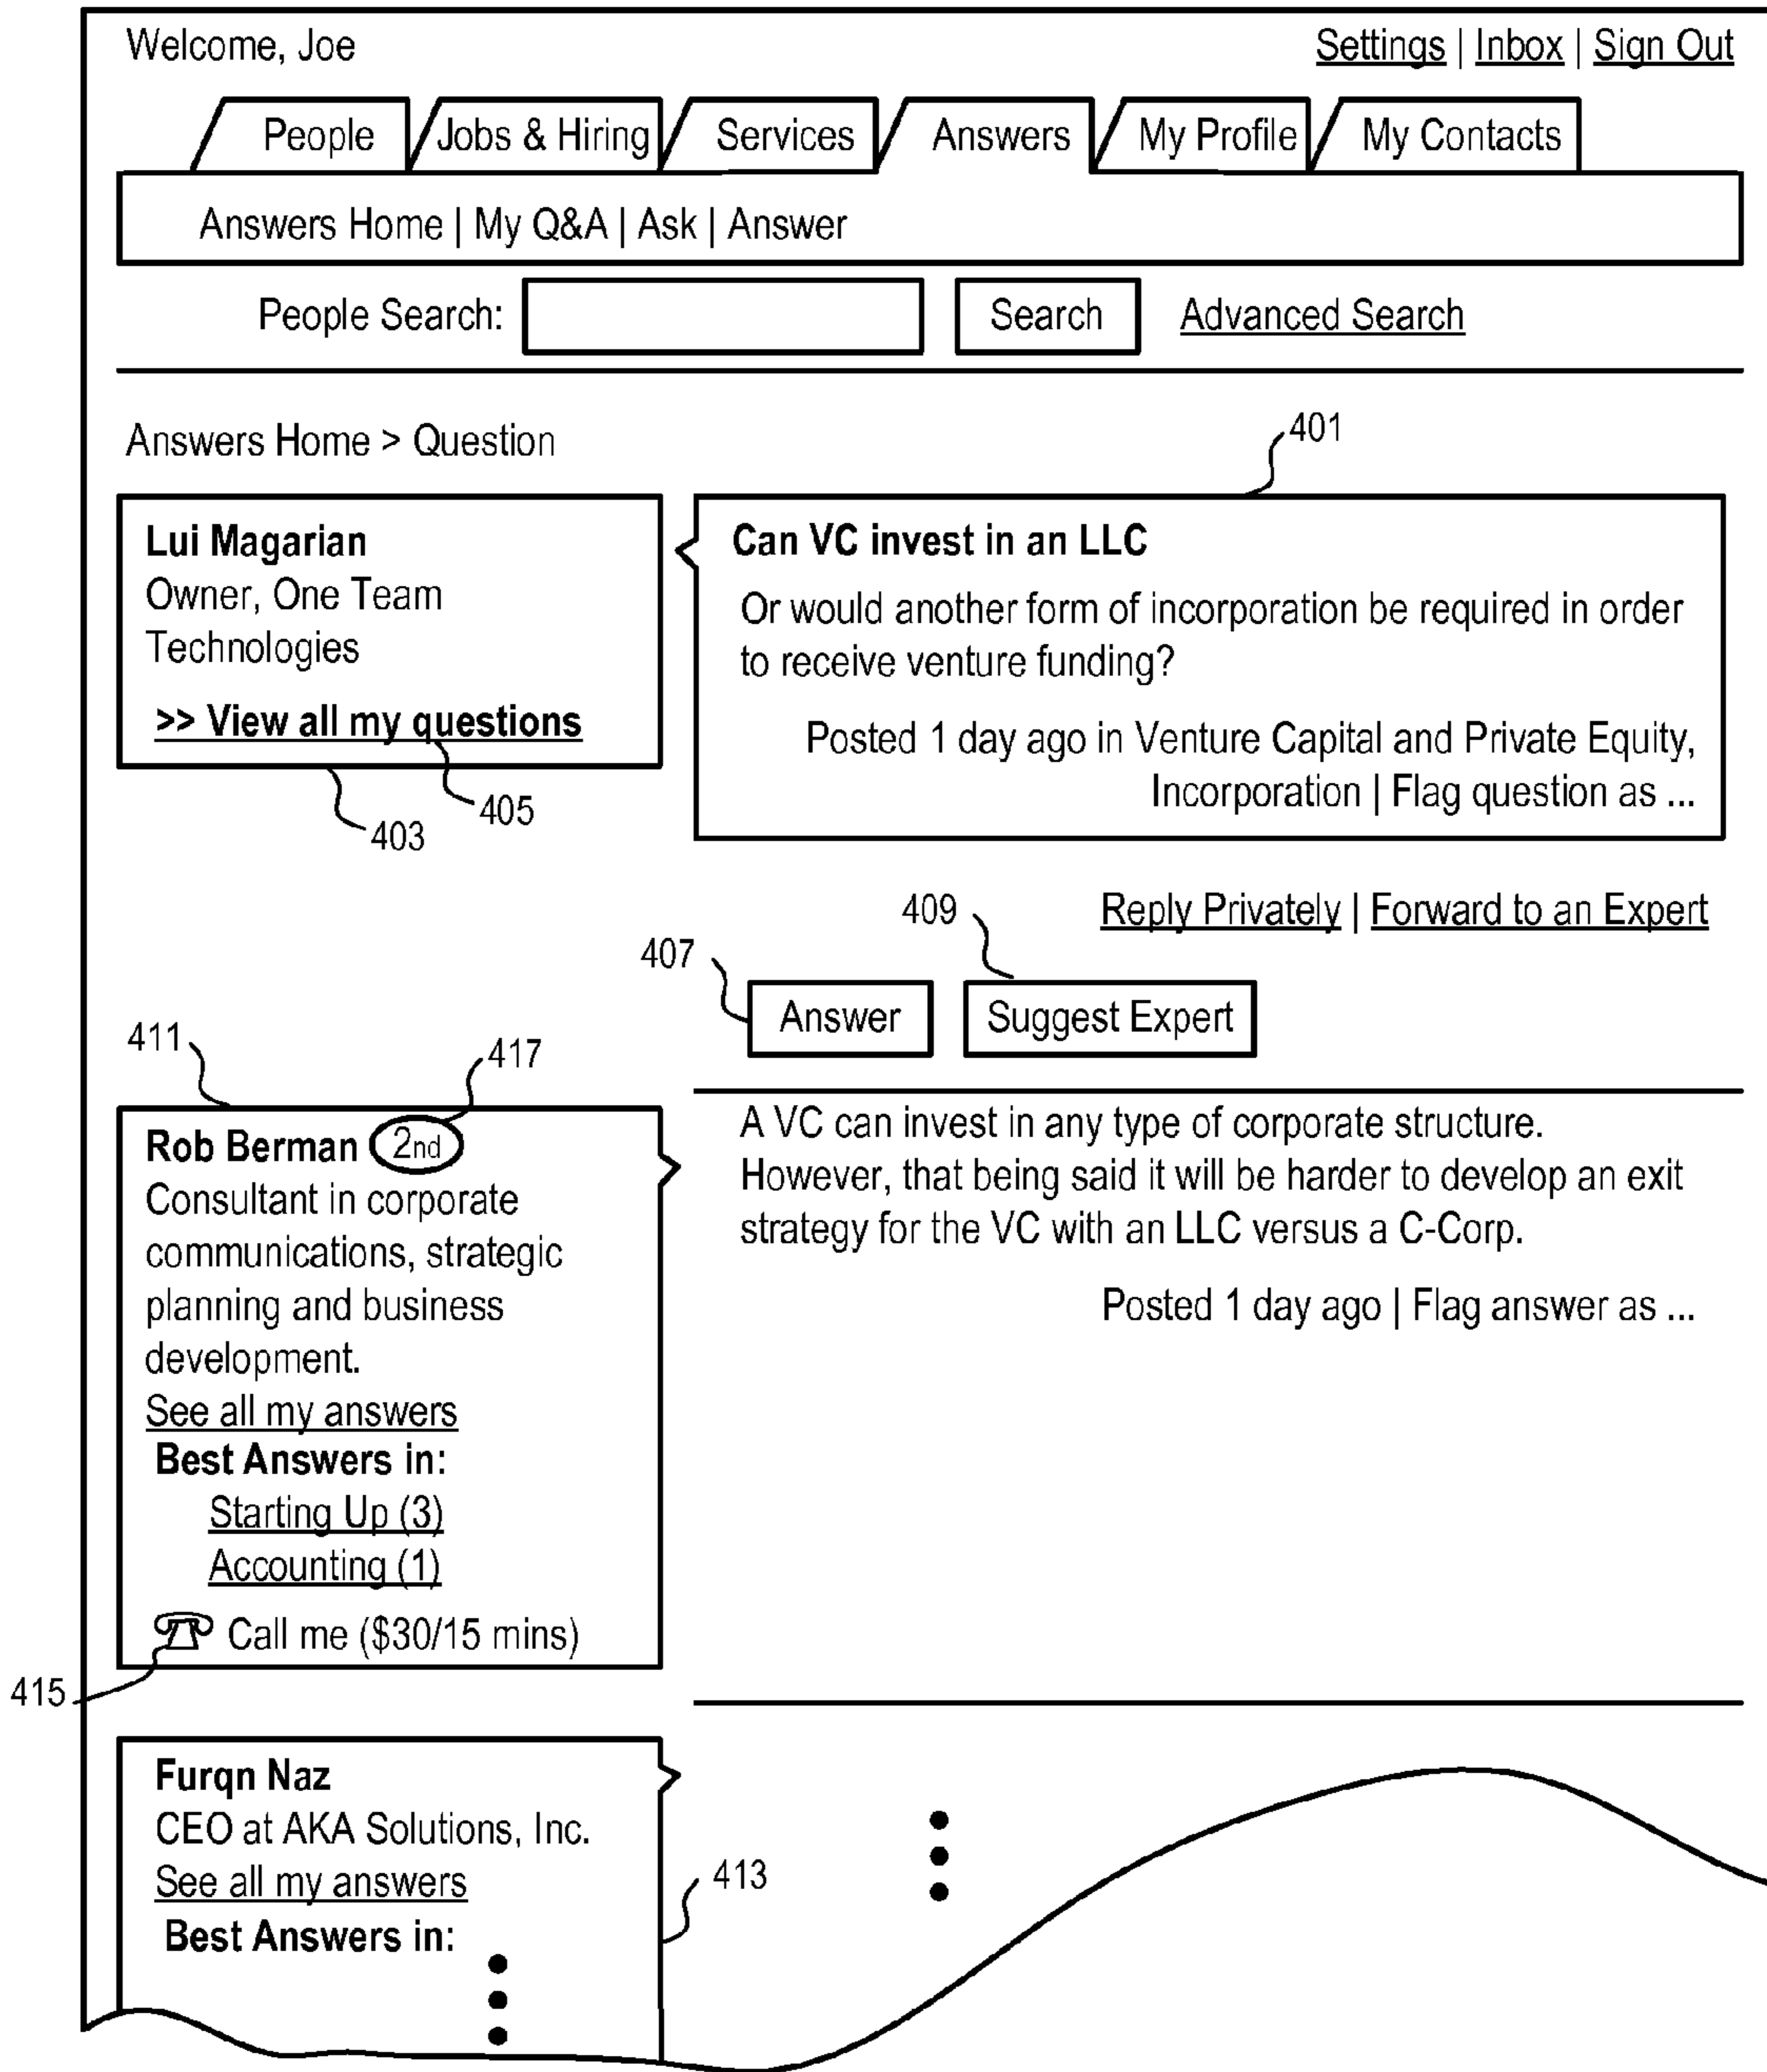 Welcome, Joe
Settings | Inbox | Sign Out
People
Jobs & Hiring
Services
Answers
My Profile
My Contacts
Answers Home | My Q&A | Ask | Answer
People Search:
Search
Advanced Search
Answers Home > Question
401
Lui Magarian
Owner, One Team
Technologies
>> View all my questions
405
403
Can VC invest in an LLC
Or would another form of incorporation be required in order
to receive venture funding?
Posted 1 day ago in Venture Capital and Private Equity,
Incorporation | Flag question as ...
409
Reply Privately | Forward to an Expert
407
Answer
Suggest Expert
411
417
Rob Berman 2nd
Consultant in corporate
communications, strategic
planning and business
development.
See all my answers
Best Answers in:
Starting Up (3)
Accounting (1)
Call me ($30/15 mins)
415
A VC can invest in any type of corporate structure.
However, that being said it will be harder to develop an exit
strategy for the VC with an LLC versus a C-Corp.
Posted 1 day ago | Flag answer as ...
Furqn Naz
CEO at AKA Solutions, Inc.
See all my answers
Best Answers in:
413